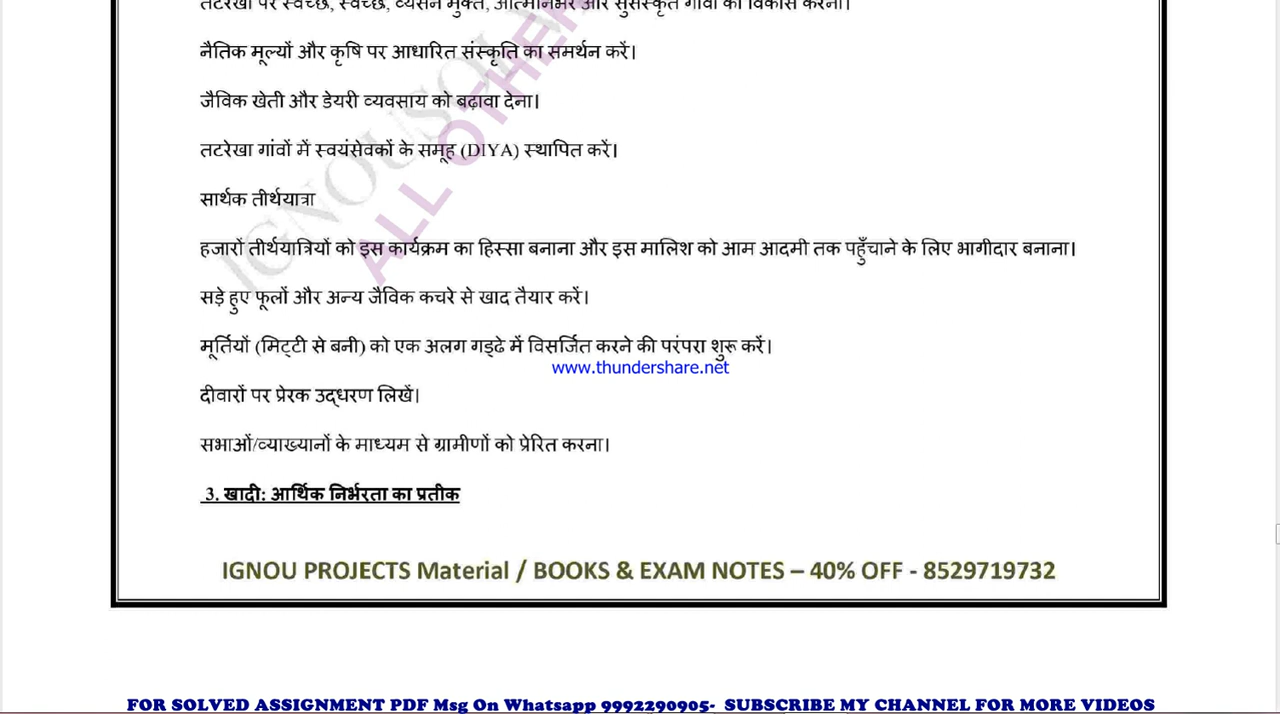 तटरेखा पर स्वच्छ, स्वच्छ, व्यसन मुक्त, आत्मनिर्भर और सुसंस्कृत गांवों का विकास करना।
नैतिक मूल्यों और कृषि पर आधारित संस्कृति का समर्थन करें।
जैविक खेती और डेयरी व्यवसाय को बढ़ावा देना।
तटरेखा गांवों में स्वयंसेवकों के समूह (DIYA) स्थापित करें।
सार्थक तीर्थयात्रा
हजारों तीर्थयात्रियों को इस कार्यक्रम का हिस्सा बनाना और इस मालिश को आम आदमी तक पहुँचाने के लिए भागीदार बनाना।
सड़े हुए फूलों और अन्य जैविक कचरे से खाद तैयार करें।
मूर्तियों (मिट्टी से बनी) को एक अलग गड्ढे में विसर्जित करने की परंपरा शुरू करें।
www.thundershare.net
दीवारों पर प्रेरक उद्धरण लिखें।
सभाओं/व्याख्यानों के माध्यम से ग्रामीणों को प्रेरित करना।
3. खादी: आर्थिक निर्भरता का प्रतीक
IGNOU PROJECTS Material / BOOKS & EXAM NOTES – 40% OFF - 8529719732
FOR SOLVED ASSIGNMENT PDF Msg On Whatsapp 9992290905- SUBSCRIBE MY CHANNEL FOR MORE VIDEOS
ALL OTHER